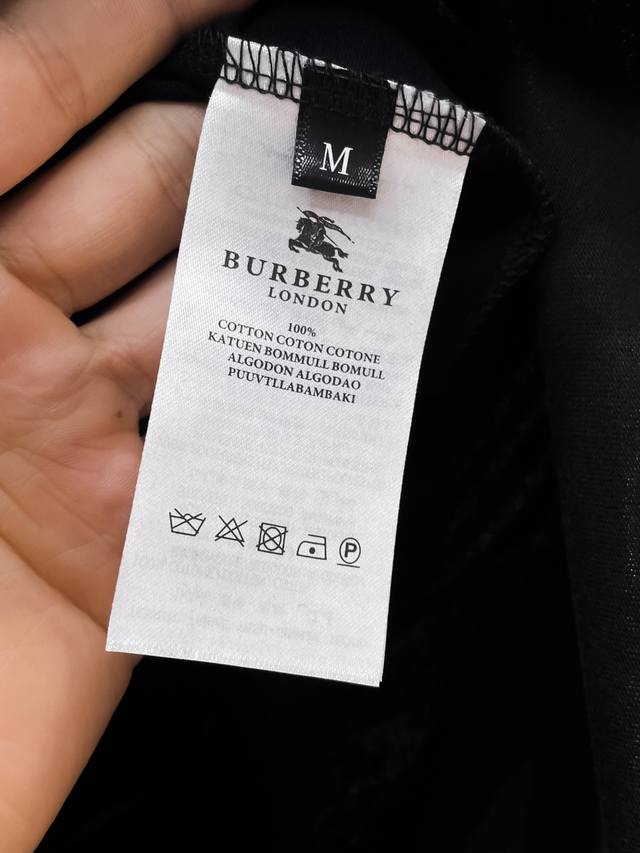 M
BURBERRY
LONDON
100%
COTTON COTON COTONE
KATUEN BOMMULL BOMULL
ALGODON ALGODAO
PUUVTLLABAMBAKI
P